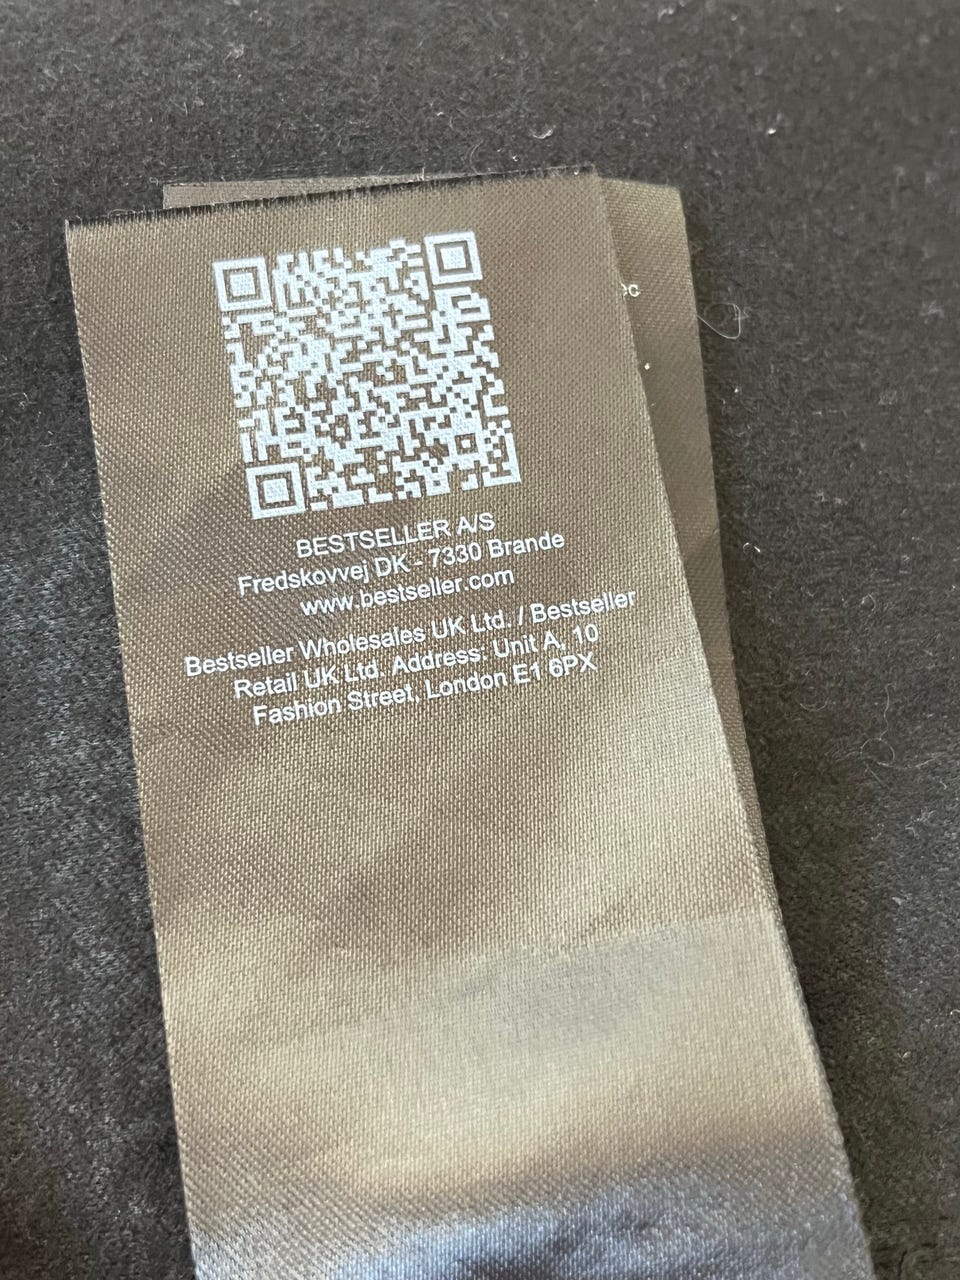 BESTSELLER A/S
Fredskovvej DK - 7330 Brande
www.bestseller.com
Bestseller Wholesales UK Ltd. / Bestseller
Retail UK Ltd. Address: Unit A, 10
Fashion Street, London E1 6PX